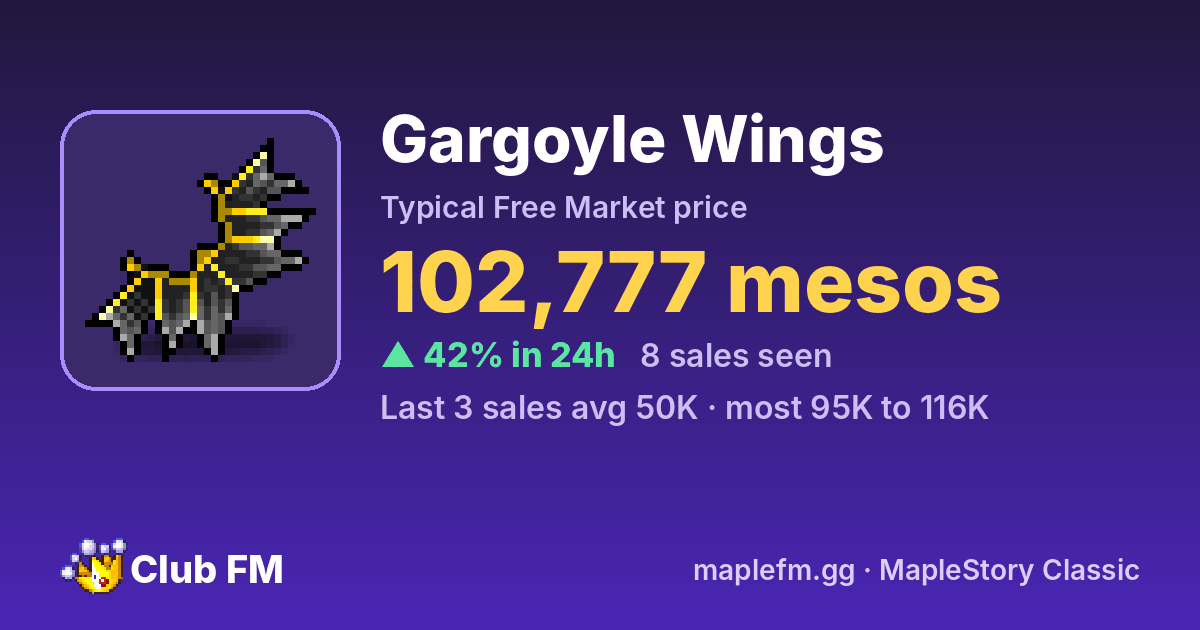 Gargoyle Wings
Typical Free Market price
102,777 mesos
▲ 42% in 24h 8 sales seen
Last 3 sales avg 50K · most 95K to 116K
Club FM
maplefm.gg · MapleStory Classic